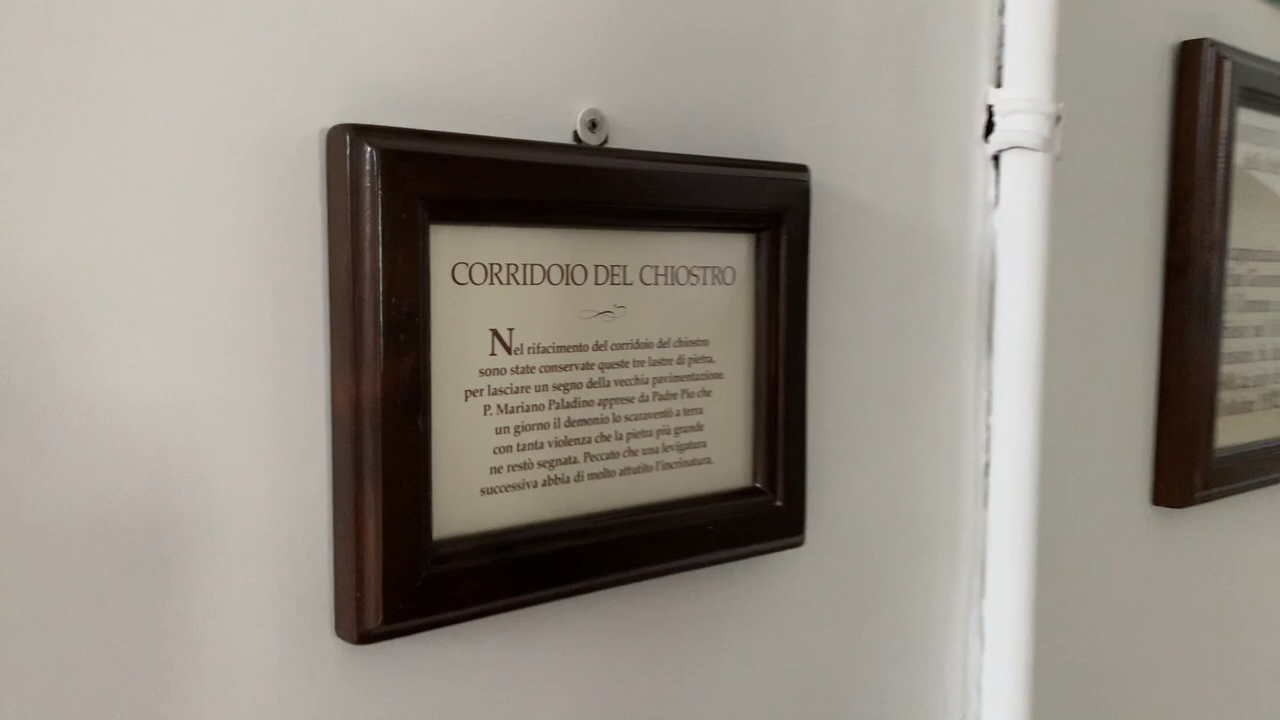 CORRIDOIO DEL CHIOSTRO
Nel rifacimento del corridoio del chiostro
sono state conservate queste tre lastre di pietra,
per lasciare un segno della vecchia pavimentazione.
P. Mariano Paladino apprese da Padre Pio che
un giorno il demonio lo scaraventò a terra
con tanta violenza che la pietra più grande
ne restò segnata. Peccato che una levigatura
successiva abbia di molto attutito l'incrinatura.